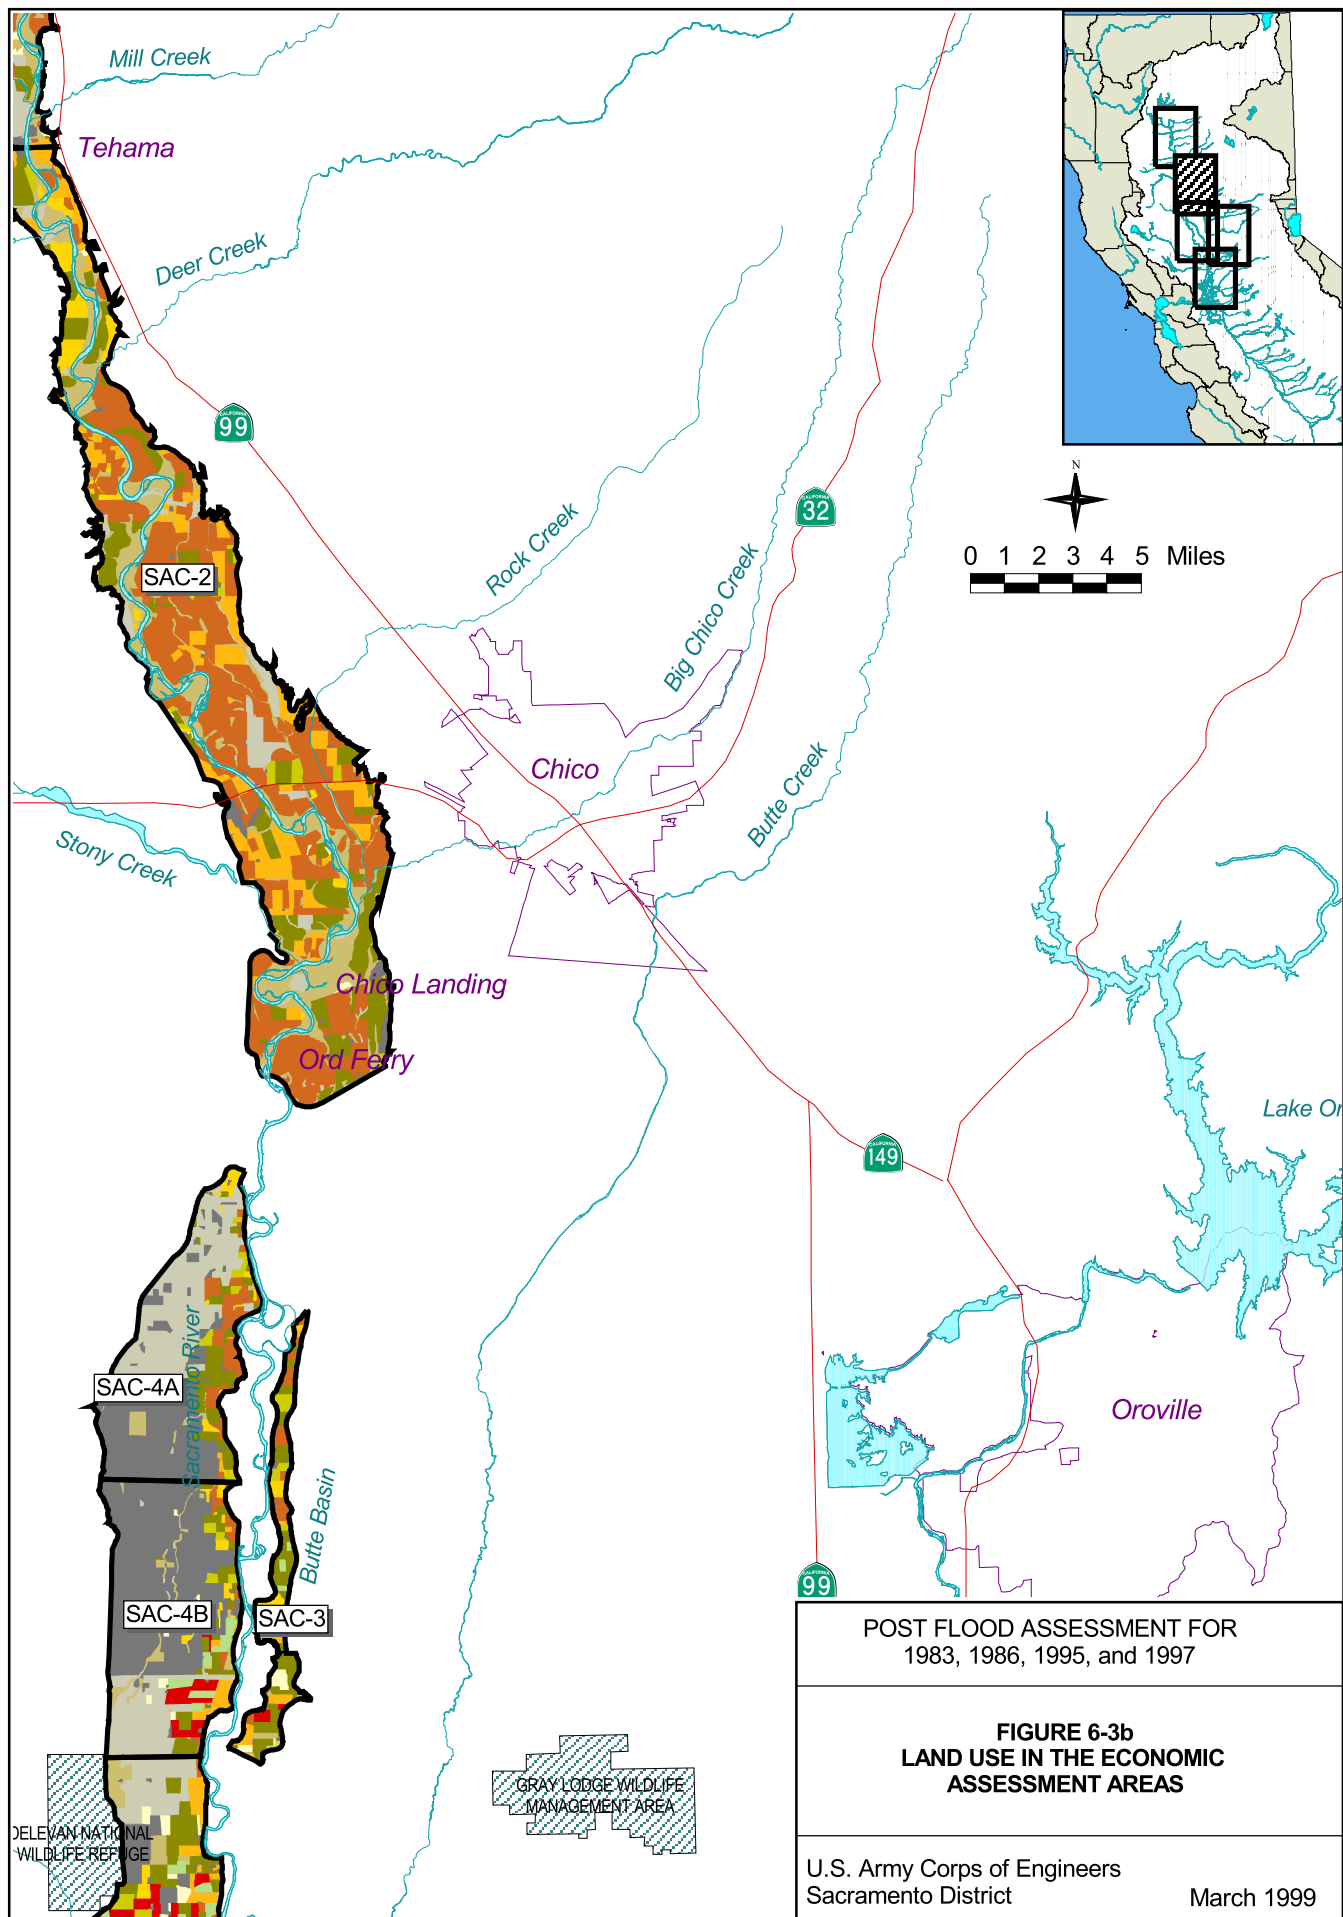 Mill Creek
Tehama
Deer Creek
CALIFORNIA
99
N
CALIFORNIA
32
0 1 2 3 4 5 Miles
Rock Creek
SAC-2
Big Chico Creek
Chico
Butte Creek
Stony Creek
Chico Landing
Ord Ferry
Lake Or
CALIFORNIA
149
Sacramento River
SAC-4A
Oroville
Butte Basin
CALIFORNIA
99
SAC-4B
SAC-3
POST FLOOD ASSESSMENT FOR
1983, 1986, 1995, and 1997
FIGURE 6-3b
LAND USE IN THE ECONOMIC
ASSESSMENT AREAS
GRAY LODGE WILDLIFE
MANAGEMENT AREA
DELEVAN NATIONAL
WILDLIFE REFUGE
U.S. Army Corps of Engineers
Sacramento District
March 1999